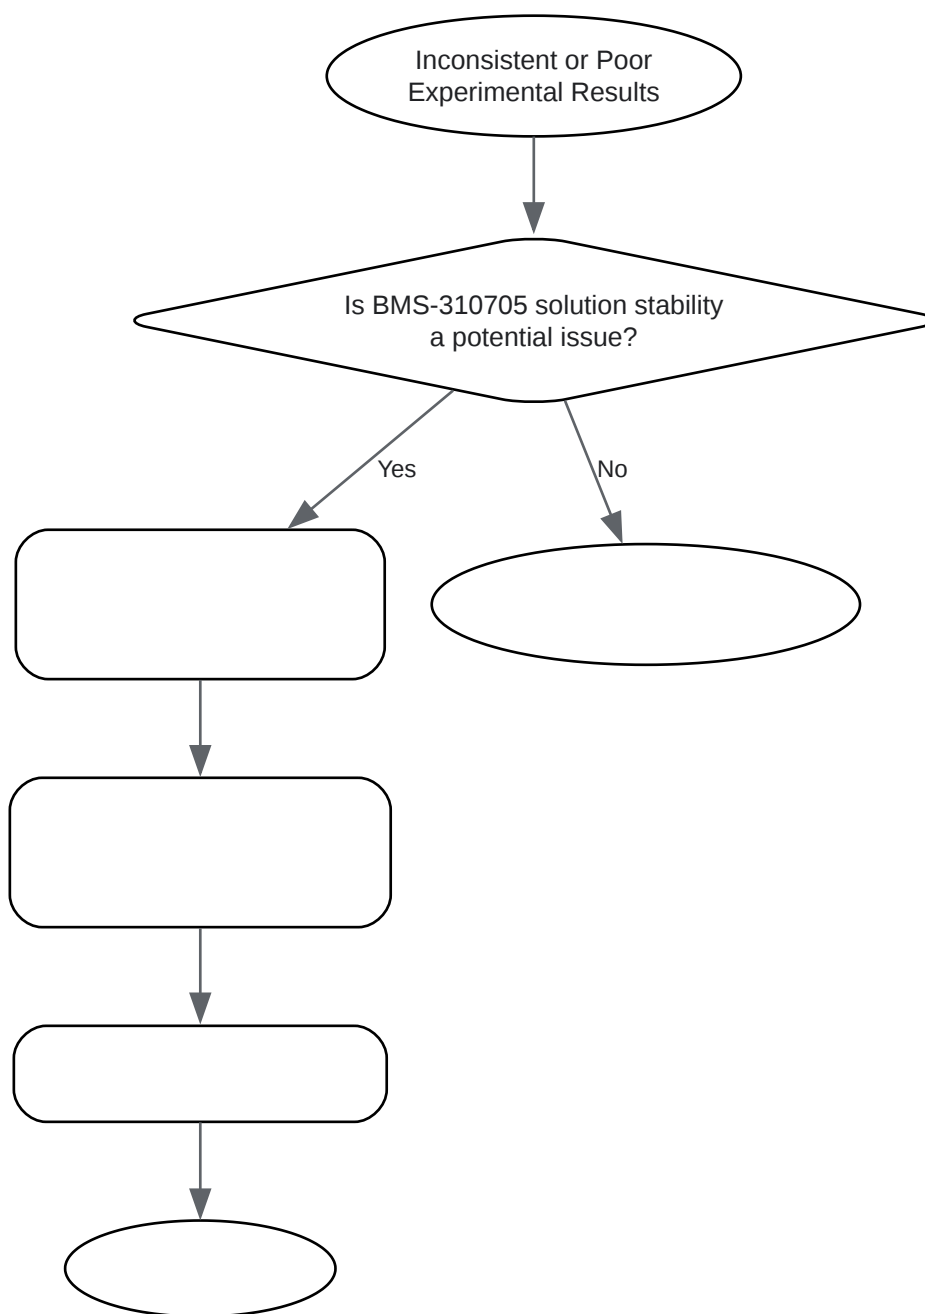 Inconsistent or Poor
Experimental Results
Is BMS-310705 solution stability
a potential issue?
Yes
No